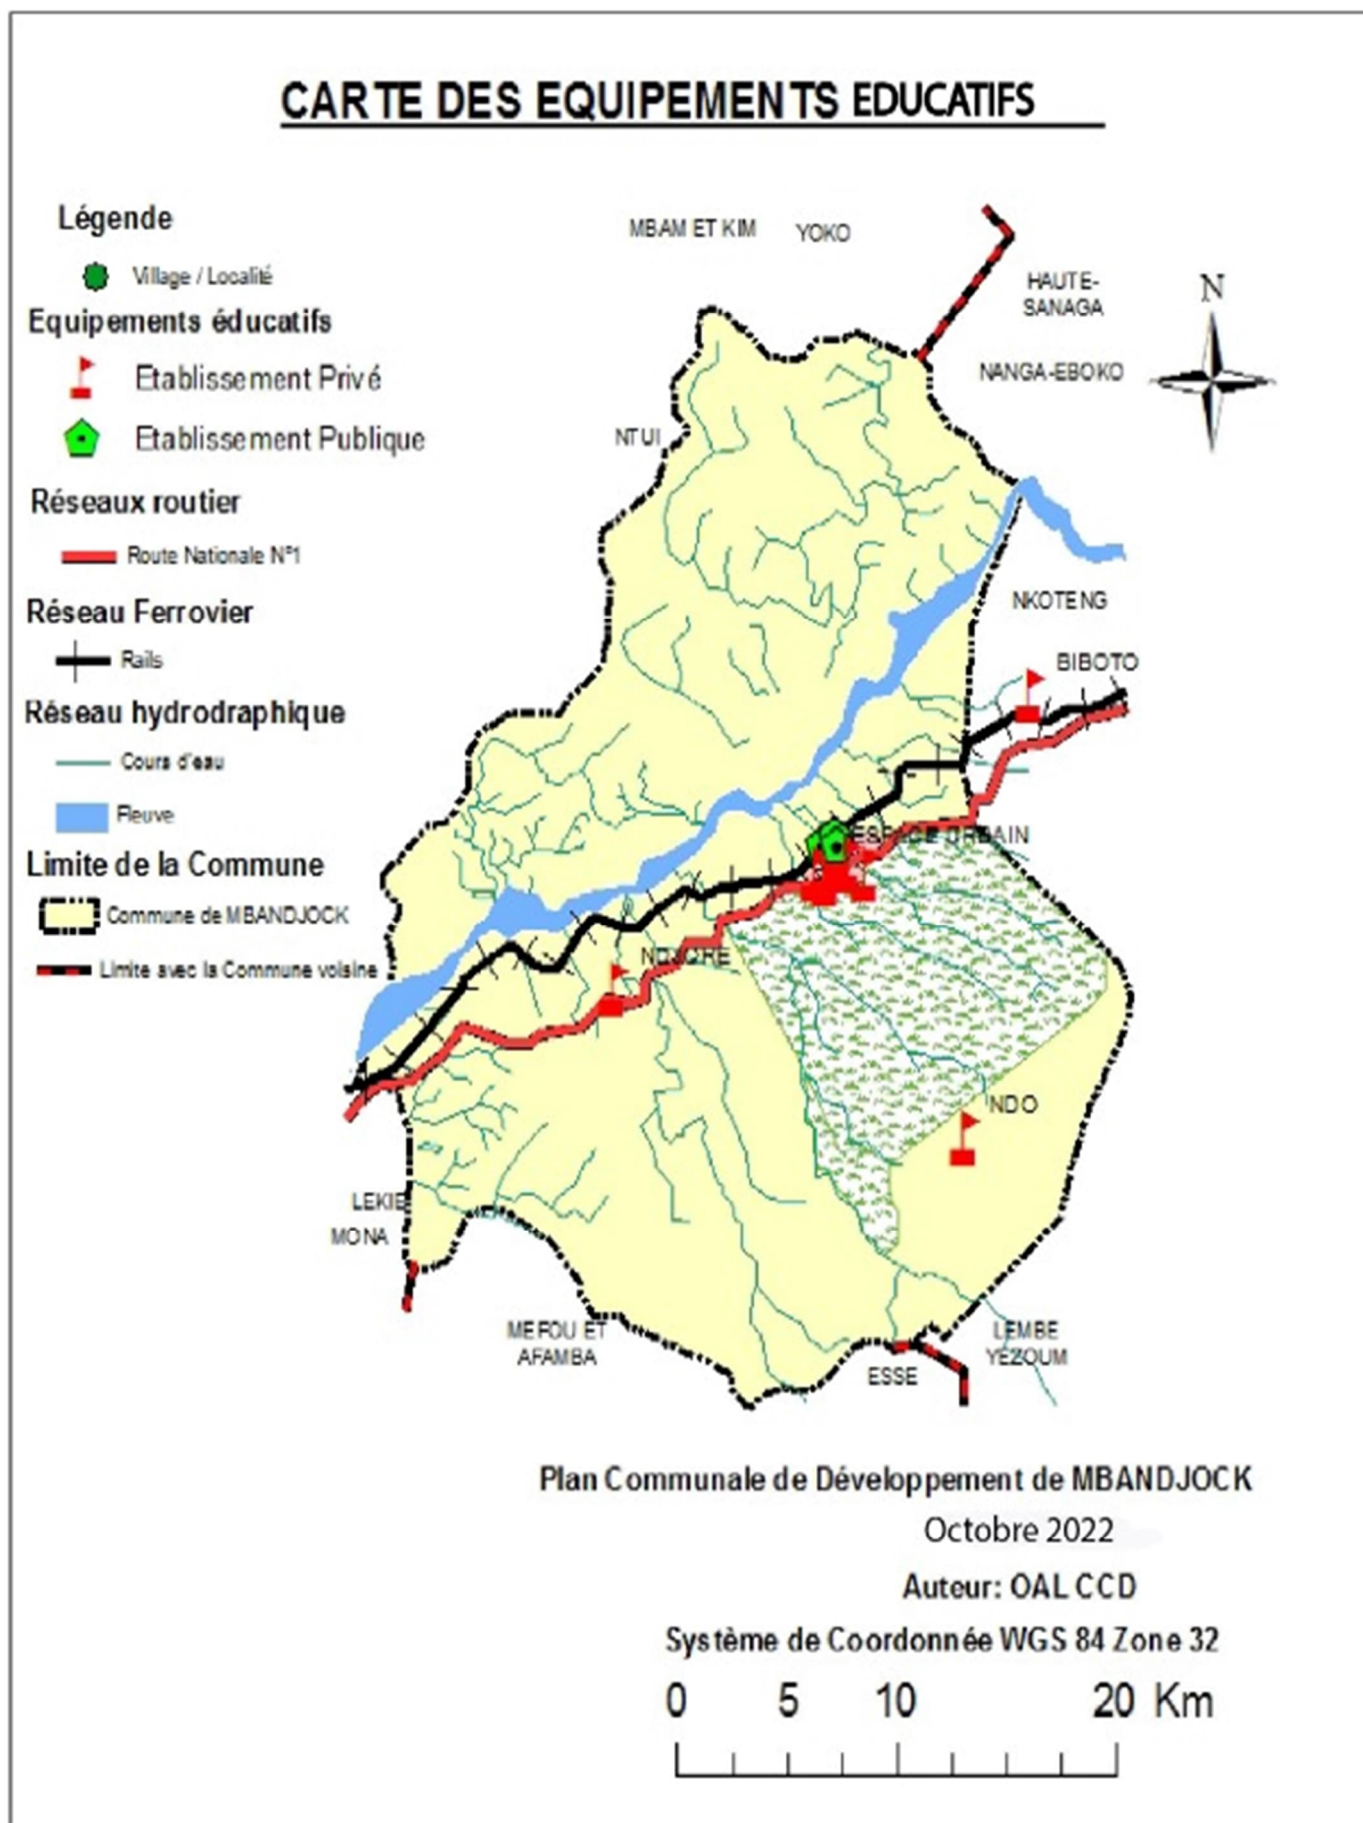 CARTE DES EQUIPEMENTS EDUCATIFS
Légende
Village / Localité
Equipements éducatifs
Etablissement Privé
Etablissement Publique
Réseaux routier
Route Nationale N°1
Réseau Ferrovier
Rails
Réseau hydrodraphique
Cours d'eau
Fleuve
Limite de la Commune
Commune de MBANDJOCK
Limite avec la Commune voisine
MBAM ET KIM
YOKO
HAUTE-
SANAGA
N
NANGA-EBOKO
NTUI
NKOTENG
BIBOTO
ESPACE URBAIN
NDJORE
NDO
LEKIE
MONA
MEFOU ET
AFAMBA
LEMBE
YEZOUM
ESSE
Plan Communale de Développement de MBANDJOCK
Octobre 2022
Auteur: OAL CCD
Système de Coordonnée WGS 84 Zone 32
0 5 10 20 Km